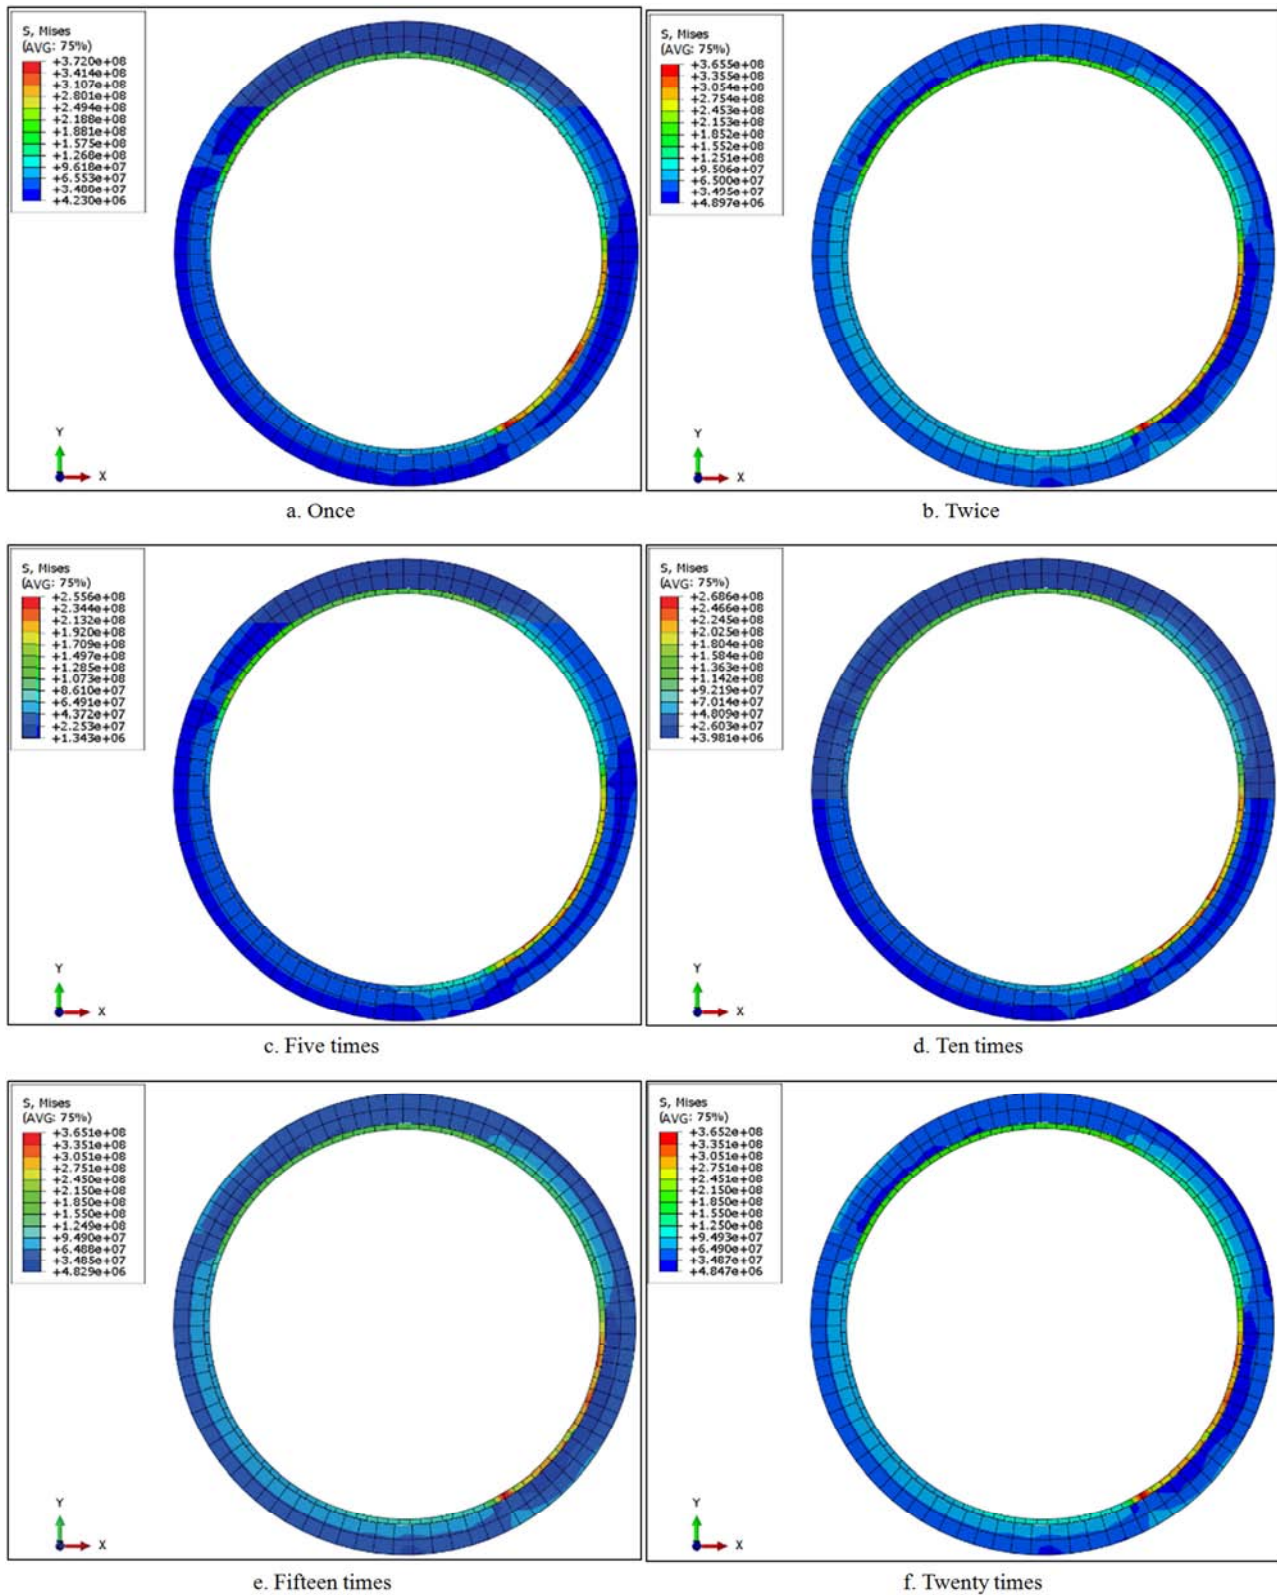 S, Mises
(AVG: 75%)
+3.720e+08
+3.414e+08
+3.107e+08
+2.801e+08
+2.494e+08
+2.188e+08
+1.881e+08
+1.575e+08
+1.268e+08
+9.618e+07
+6.553e+07
+3.488e+07
+4.230e+06
Y
X
a. Once
S, Mises
(AVG: 75%)
+3.655e+08
+3.355e+08
+3.054e+08
+2.754e+08
+2.453e+08
+2.153e+08
+1.852e+08
+1.552e+08
+1.251e+08
+9.506e+07
+6.500e+07
+3.495e+07
+4.897e+06
Y
X
b. Twice
S, Mises
(AVG: 75%)
+2.556e+08
+2.344e+08
+2.132e+08
+1.920e+08
+1.709e+08
+1.497e+08
+1.285e+08
+1.073e+08
+8.610e+07
+6.491e+07
+4.372e+07
+2.253e+07
+1.343e+06
Y
X
c. Five times
S, Mises
(AVG: 75%)
+2.686e+08
+2.466e+08
+2.245e+08
+2.025e+08
+1.804e+08
+1.584e+08
+1.363e+08
+1.142e+08
+9.219e+07
+7.014e+07
+4.809e+07
+2.603e+07
+3.981e+06
Y
X
d. Ten times
S, Mises
(AVG: 75%)
+3.651e+08
+3.351e+08
+3.051e+08
+2.751e+08
+2.450e+08
+2.150e+08
+1.850e+08
+1.550e+08
+1.249e+08
+9.490e+07
+6.488e+07
+3.485e+07
+4.829e+06
Y
X
e. Fifteen times
S, Mises
(AVG: 75%)
+3.652e+08
+3.351e+08
+3.051e+08
+2.751e+08
+2.451e+08
+2.150e+08
+1.850e+08
+1.550e+08
+1.250e+08
+9.493e+07
+6.490e+07
+3.487e+07
+4.847e+06
Y
X
f. Twenty times